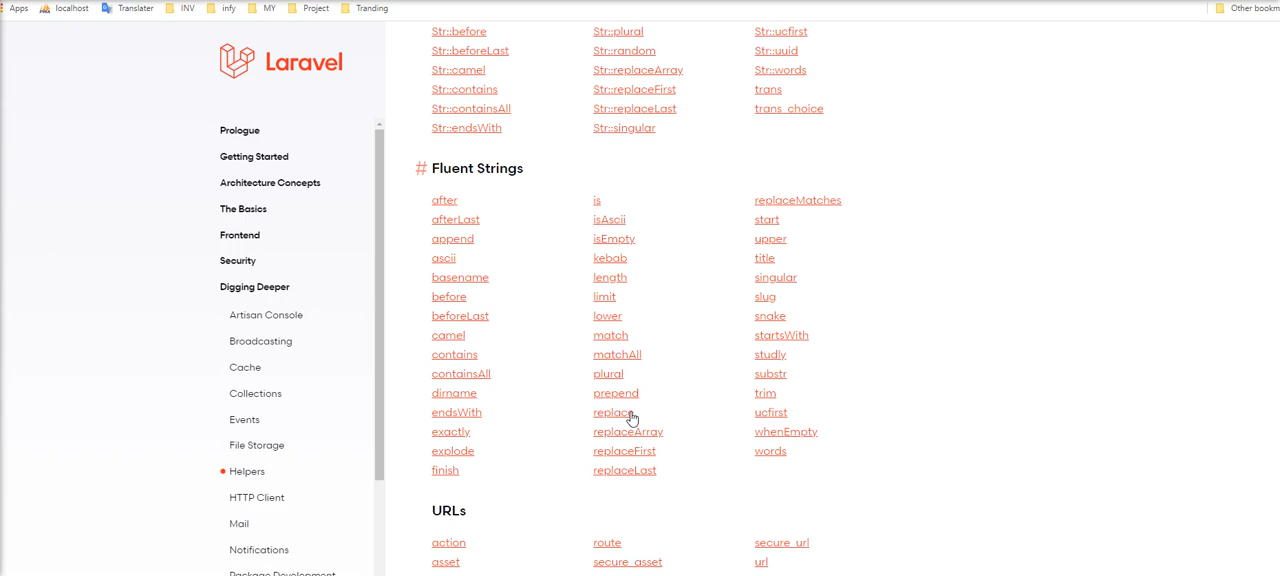 Apps localhost Translater INV infy MY Project Tranding Other bookm
Laravel
Prologue
Getting Started
Architecture Concepts
The Basics
Frontend
Security
Digging Deeper
Artisan Console
Broadcasting
Cache
Collections
Events
File Storage
Helpers
HTTP Client
Mail
Notifications
Package Development
Str::before Str::plural Str::ucfirst
Str::beforeLast Str::random Str::uuid
Str::camel Str::replaceArray Str::words
Str::contains Str::replaceFirst trans
Str::containsAll Str::replaceLast trans_choice
Str::endsWith Str::singular
# Fluent Strings
after is replaceMatches
afterLast isAscii start
append isEmpty upper
ascii kebab title
basename length singular
before limit slug
beforeLast lower snake
camel match startsWith
contains matchAll studly
containsAll plural substr
dirname prepend trim
endsWith replace ucfirst
exactly replaceArray whenEmpty
explode replaceFirst words
finish replaceLast
URLs
action route secure_url
asset secure_asset url